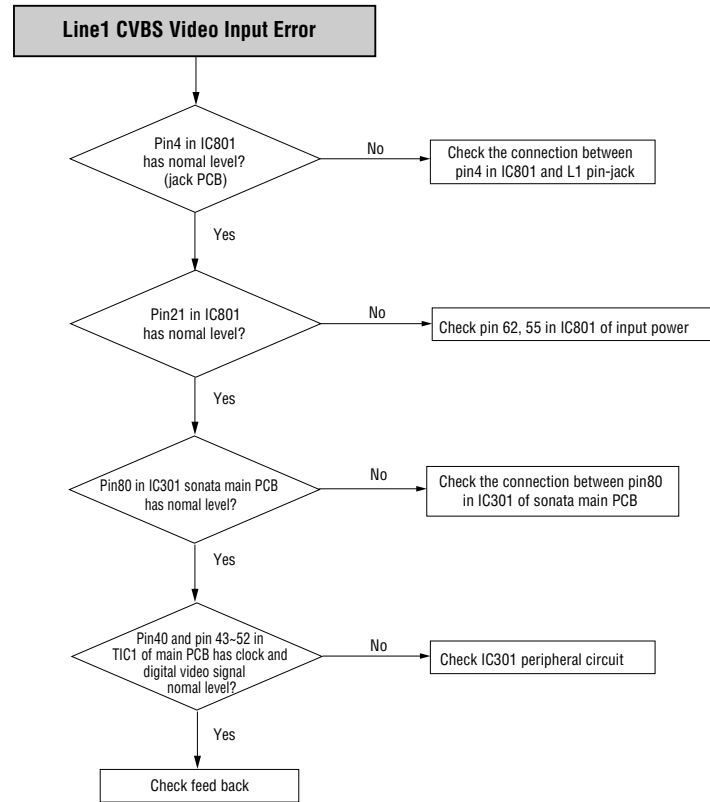 Line1 CVBS Video Input Error
Pin4 in IC801
has nomal level?
(jack PCB)
No
Check the connection between
pin4 in IC801 and L1 pin-jack
Yes
Pin21 in IC801
has nomal level?
No
Check pin 62, 55 in IC801 of input power
Yes
Pin80 in IC301 sonata main PCB
has nomal level?
No
Check the connection between pin80
in IC301 of sonata main PCB
Yes
Pin40 and pin 43~52 in
TIC1 of main PCB has clock and
digital video signal
nomal level?
No
Check IC301 peripheral circuit
Yes
Check feed back